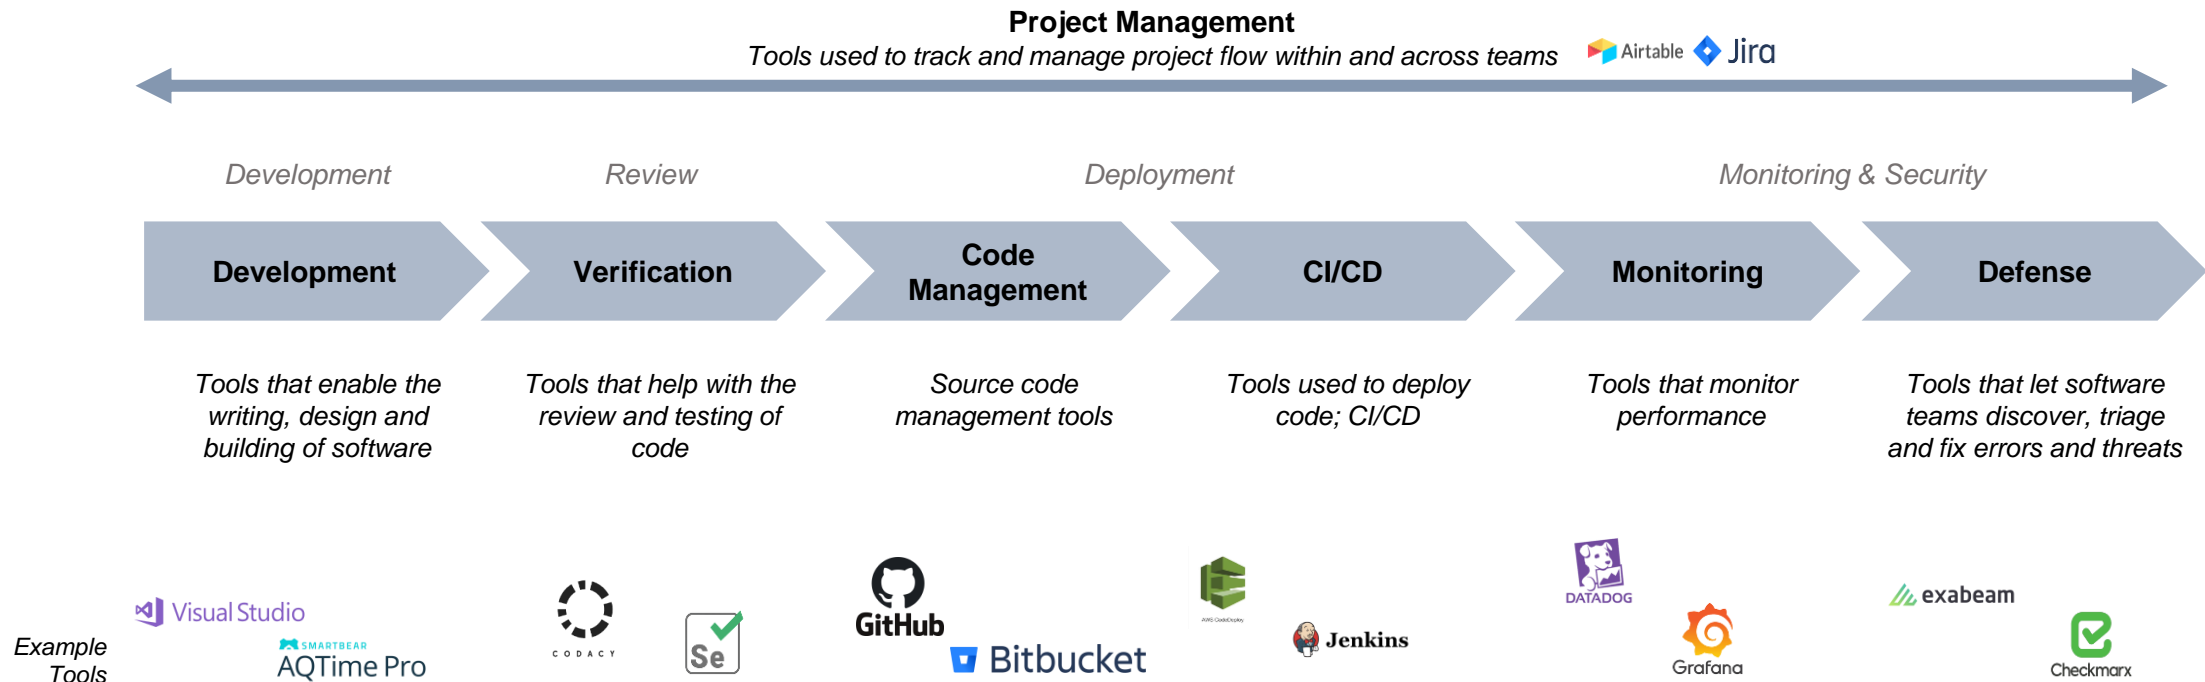 Project Management
Tools used to track and manage project flow within and across teams
Airtable Jira
Development
Review
Deployment
Monitoring & Security
Development
Verification
Code
Management
CI/CD
Monitoring
Defense
Tools that enable the
writing, design and
building of software
Tools that help with the
review and testing of
code
Source code
management tools
Tools used to deploy
code; CI/CD
Tools that monitor
performance
Tools that let software
teams discover, triage
and fix errors and threats
Example
Tools
Visual Studio
SMARTBEAR
AQTime Pro
CODACY
Se
GitHub
Bitbucket
AWS CodeDeploy
Jenkins
DATADOG
Grafana
exabeam
Checkmarx